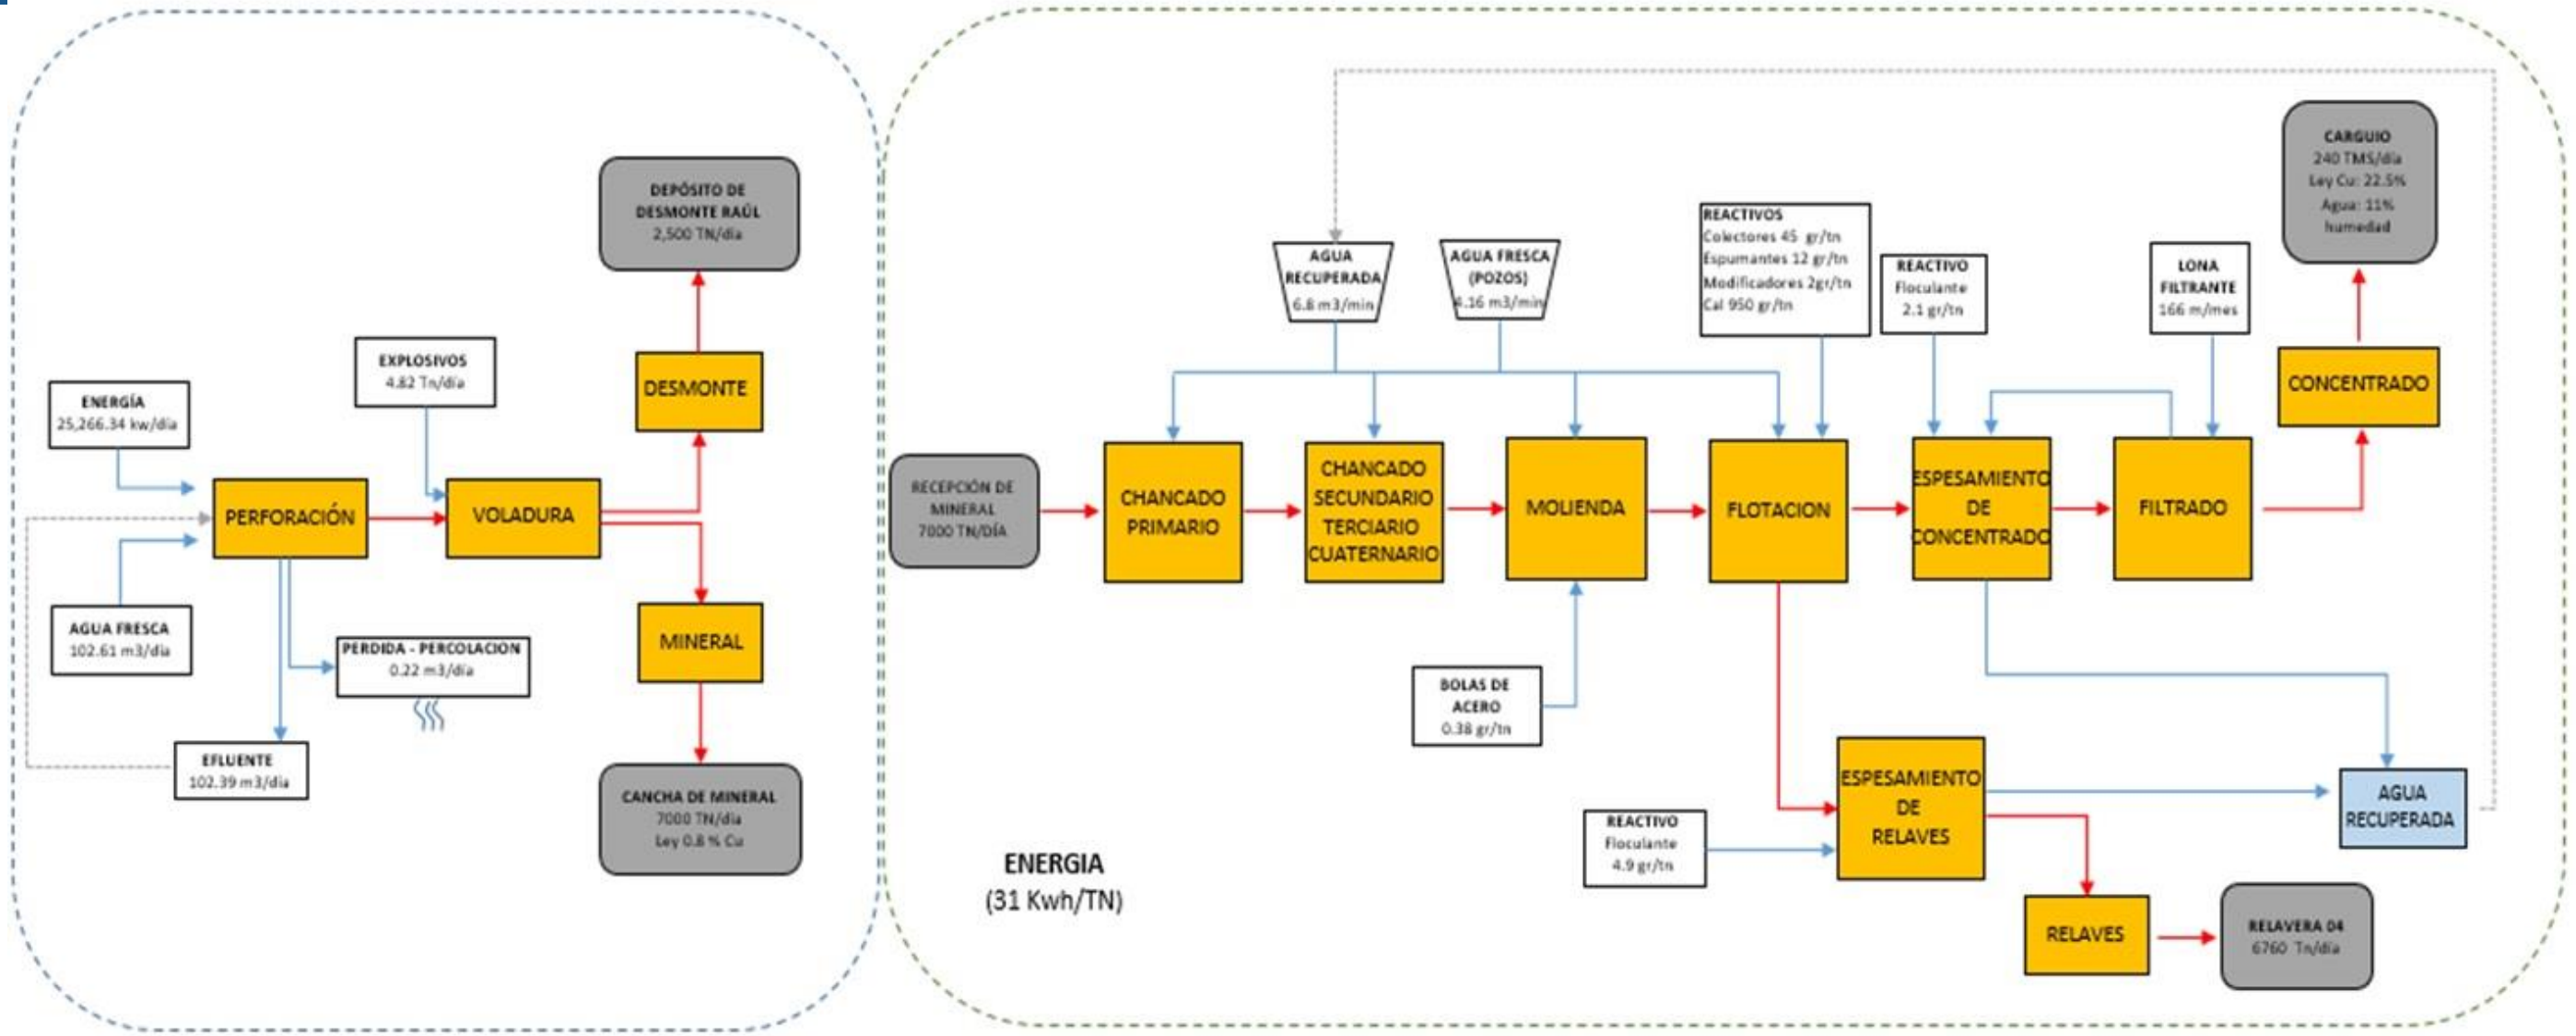 DEPÓSITO DE
DESMONTE RAÚL
2,500 TN/día
EXPLOSIVOS
4.82 Tn/día
DESMONTE
ENERGÍA
25,266.34 kw/día
PERFORACIÓN
VOLADURA
AGUA FRESCA
102.61 m3/día
PERDIDA - PERCOLACION
0.22 m3/día
MINERAL
EFLUENTE
102.39 m3/día
CANCHA DE MINERAL
7000 TN/día
Ley 0.8 % Cu
RECEPCIÓN DE
MINERAL
7000 TN/DÍA
CHANCADO
PRIMARIO
CHANCADO
SECUNDARIO
TERCIARIO
CUATERNARIO
MOLIENDA
FLOTACION
ESPESAMIENTO
DE
CONCENTRADO
FILTRADO
CONCENTRADO
CARGUIO
240 TMS/día
Ley Cu: 22.5%
Agua: 11%
humedad
AGUA
RECUPERADA
6.8 m3/min
AGUA FRESCA
(POZOS)
4.16 m3/min
REACTIVOS
Colectores 45 gr/tn
Espumantes 12 gr/tn
Modificadores 2gr/tn
Cal 950 gr/tn
REACTIVO
Floculante
2.1 gr/tn
LONA
FILTRANTE
166 m/mes
BOLAS DE
ACERO
0.38 gr/tn
REACTIVO
Floculante
4.9 gr/tn
ESPESAMIENTO
DE
RELAVES
AGUA
RECUPERADA
RELAVES
RELAVERA 04
6760 Tn/día
ENERGIA
(31 Kwh/TN)